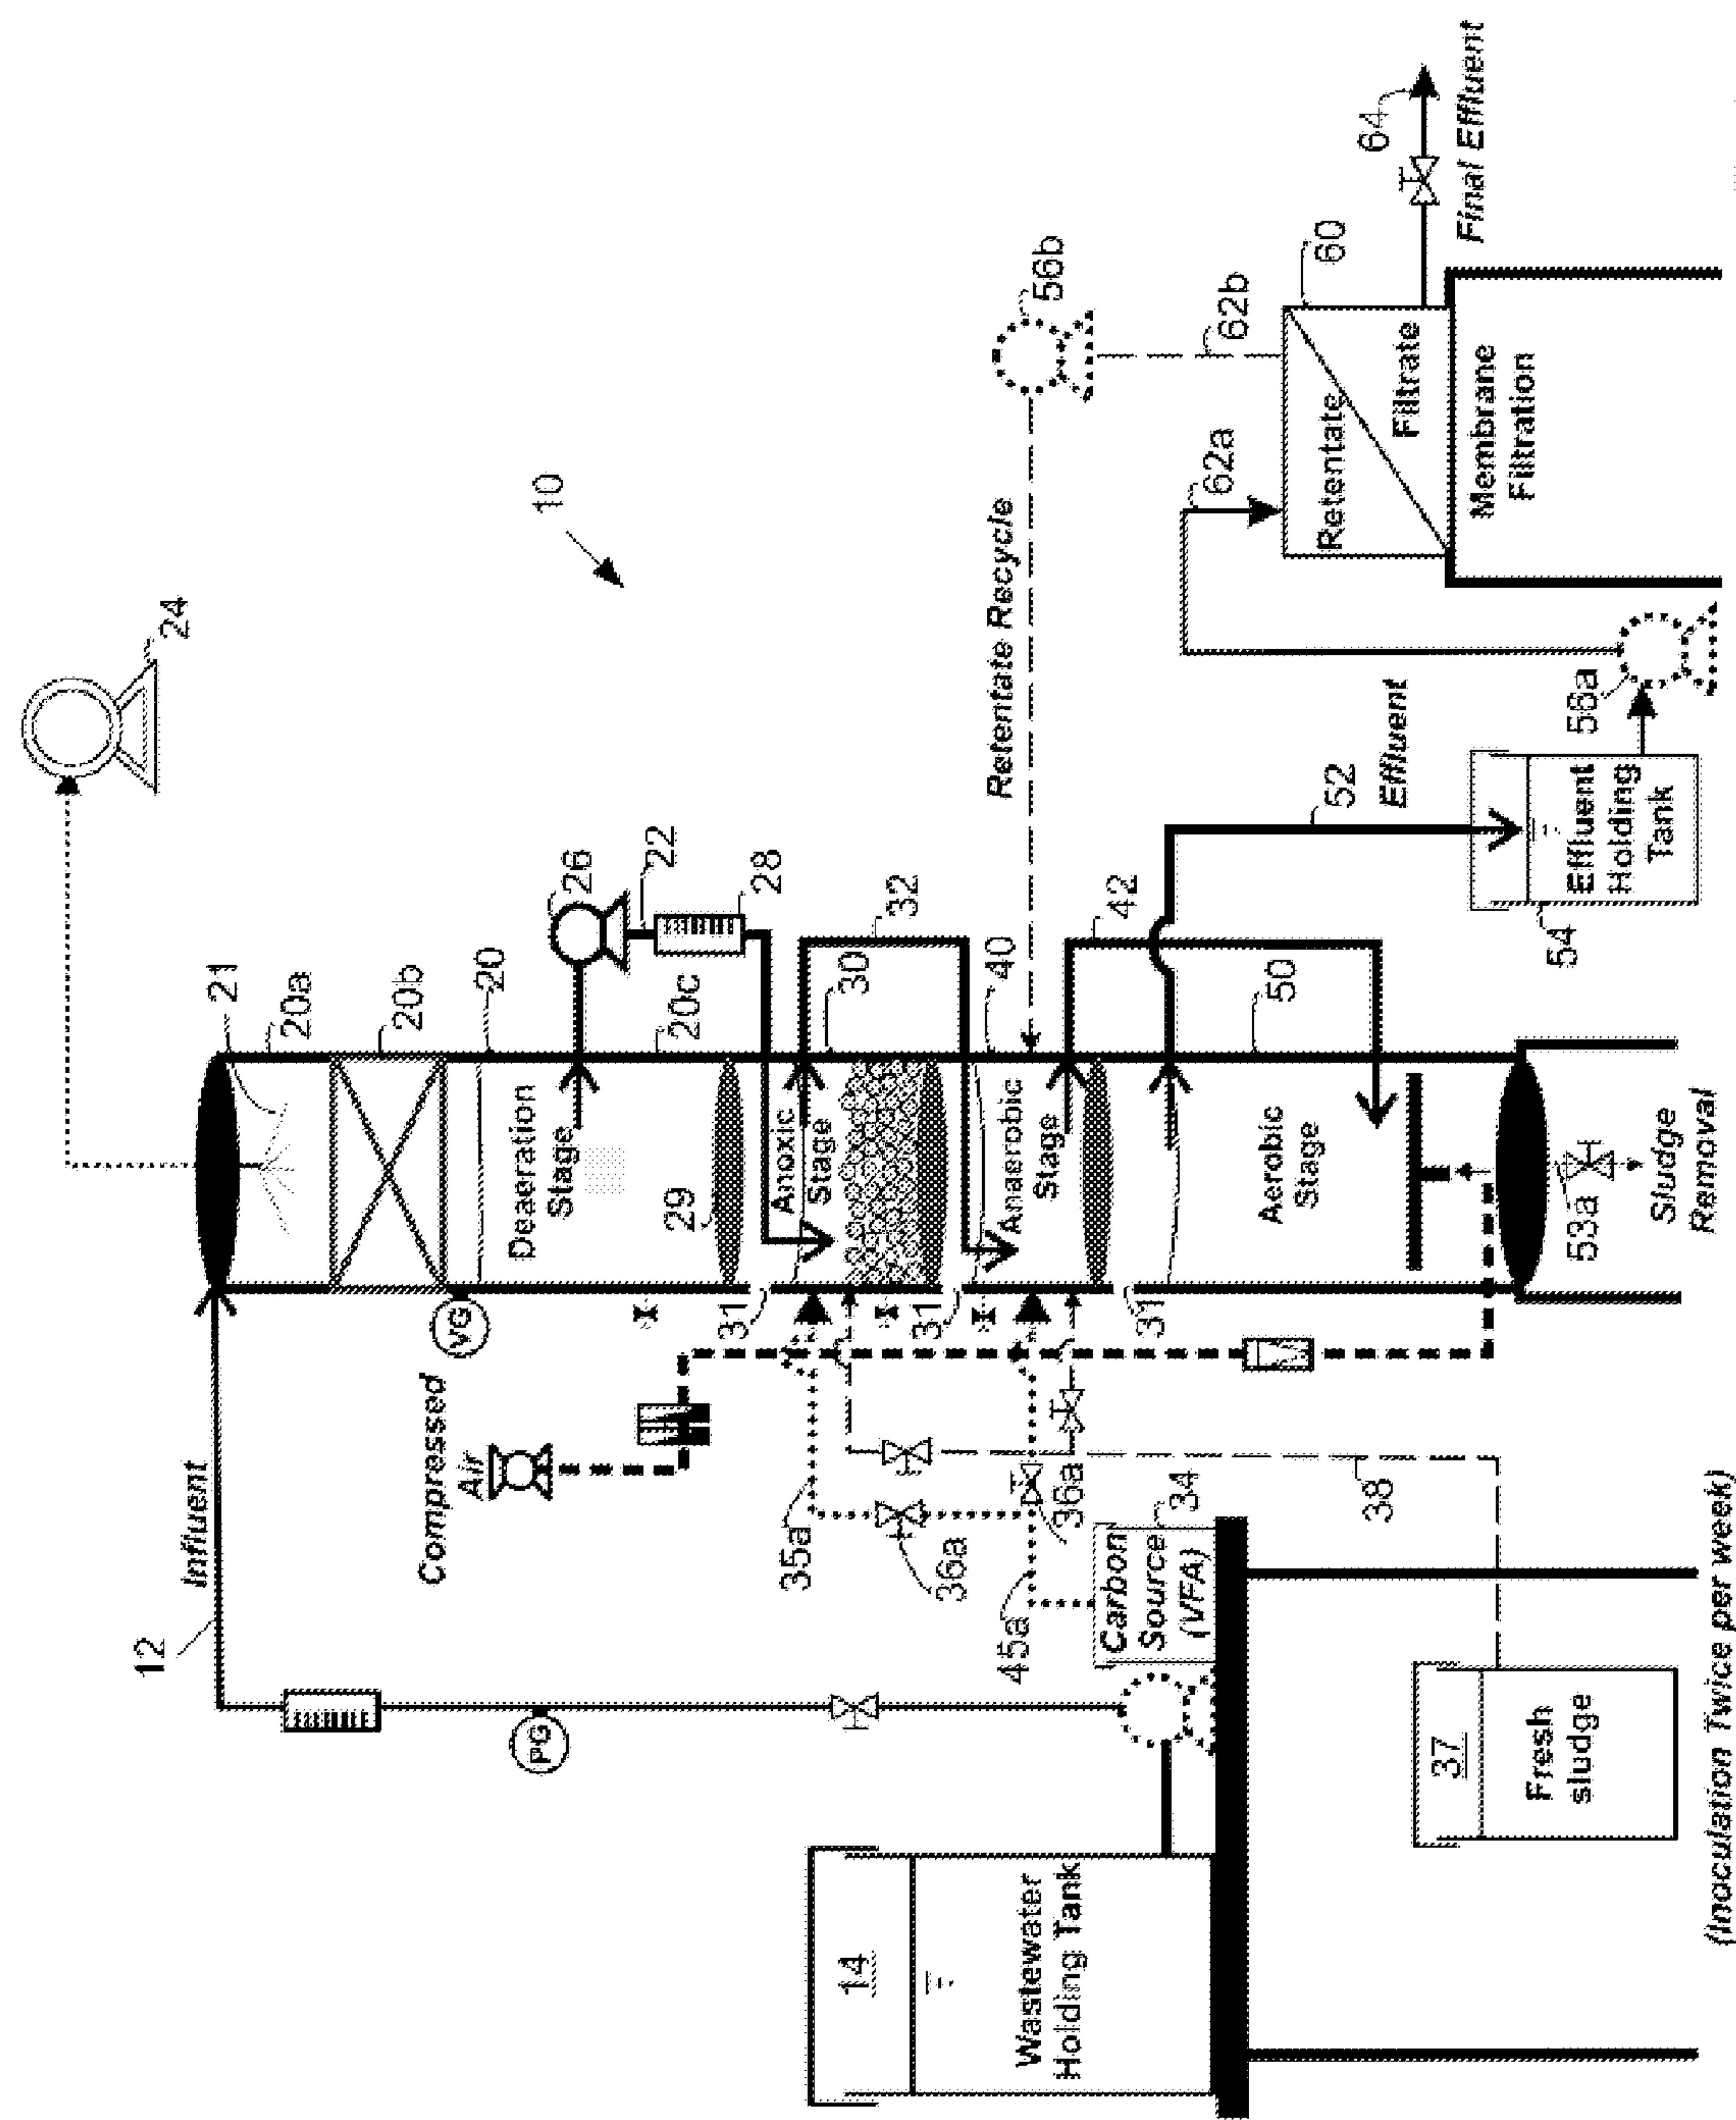 24
10
21
20a
20b
20
Deaeration
Stage
26
22
28
20c
29
Anoxic
Stage
30
32
31
Anaerobic
Stage
40
42
31
Aerobic
Stage
50
31
53a
Sludge
Removal
12
Influent
VG
PG
Compressed
Air
35a
36a
45a
36a
38
Carbon
Source
(VFA)
34
14
Wastewater
Holding Tank
37
Fresh
sludge
(Inoculation Twice per week)
Retentate Recycle
56b
62b
62a
60
Retentate
Filtrate
Membrane
Filtration
64
Final Effluent
52
Effluent
54
Effluent
Holding
Tank
56a